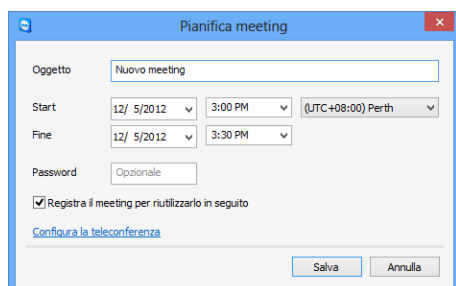 Pianifica meeting
Oggetto Nuovo meeting
Start 12/ 5/2012 3:00 PM (UTC+08:00) Perth
Fine 12/ 5/2012 3:30 PM
Password Opzionale
Registra il meeting per riutilizzarlo in seguito
Configura la teleconferenza
Salva Annulla